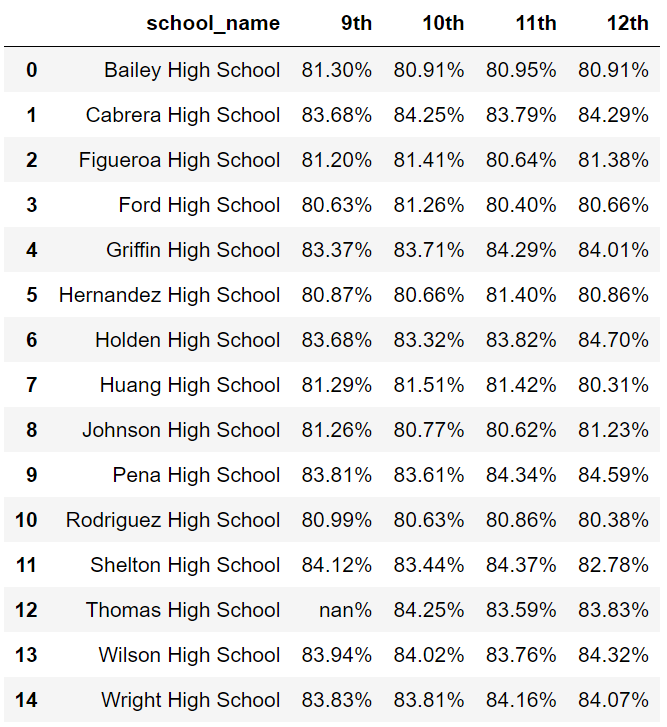 school_name 9th 10th 11th 12th
0 Bailey High School 81.30% 80.91% 80.95% 80.91%
1 Cabrera High School 83.68% 84.25% 83.79% 84.29%
2 Figueroa High School 81.20% 81.41% 80.64% 81.38%
3 Ford High School 80.63% 81.26% 80.40% 80.66%
4 Griffin High School 83.37% 83.71% 84.29% 84.01%
5 Hernandez High School 80.87% 80.66% 81.40% 80.86%
6 Holden High School 83.68% 83.32% 83.82% 84.70%
7 Huang High School 81.29% 81.51% 81.42% 80.31%
8 Johnson High School 81.26% 80.77% 80.62% 81.23%
9 Pena High School 83.81% 83.61% 84.34% 84.59%
10 Rodriguez High School 80.99% 80.63% 80.86% 80.38%
11 Shelton High School 84.12% 83.44% 84.37% 82.78%
12 Thomas High School nan% 84.25% 83.59% 83.83%
13 Wilson High School 83.94% 84.02% 83.76% 84.32%
14 Wright High School 83.83% 83.81% 84.16% 84.07%